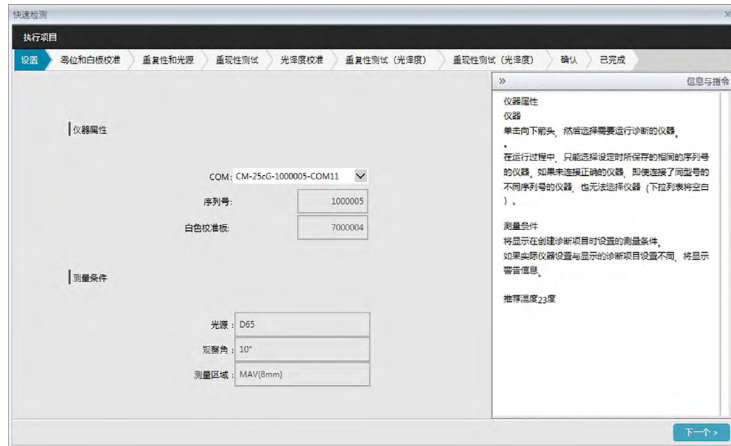 快速检测
×
执行项目
设置 零位和白板校准 重复性和光源 重现性测试 光泽度校准 重复性测试（光泽度） 重现性测试（光泽度） 确认 已完成
» 信息与指令
仪器属性
COM: CM-25cG-1000005-COM11
序列号: 1000005
白色校准板: 7000004
测量条件
光源: D65
观察角: 10°
测量区域: MAV(8mm)
仪器属性
仪器
单击向下箭头，然后选择需要运行诊断的仪器。
。
在运行过程中，只能选择设定时所保存的相同的序列号
的仪器，如果未连接正确的仪器，即使连接了同型号的
不同序列号的仪器，也无法选择仪器（下拉列表将空白
）。
测量条件
将显示在创建诊断项目时设置的测量条件。
如果实际仪器设置与显示的诊断项目设置不同，将显示
警告信息。
推荐温度23度
下一个 >